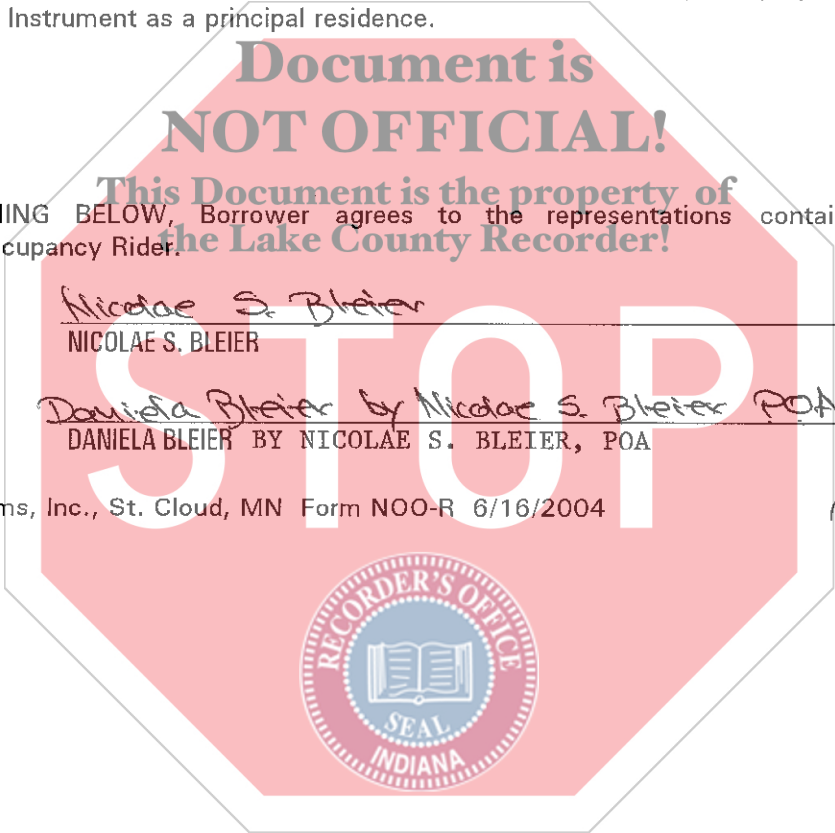 Instrument as a principal residence.
Document is
NOT OFFICIAL!
This Document is the property of
ING BELOW, Borrower agrees to the representations contai
the Lake County Recorder!
cupancy Rider.
Nicolae S. Bleier
NICOLAE S. BLEIER
STOP
Daniela Bleier by Nicolae S. Bleier POA
DANIELA BLEIER BY NICOLAE S. BLEIER, POA
ms, Inc., St. Cloud, MN Form NOO-R 6/16/2004
RECORDER'S OFFICE
SEAL
INDIANA